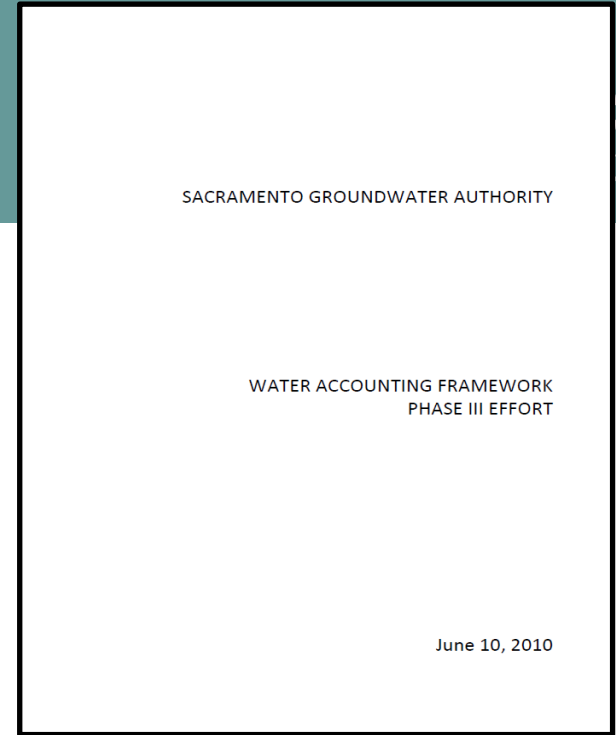 SACRAMENTO GROUNDWATER AUTHORITY
WATER ACCOUNTING FRAMEWORK
PHASE III EFFORT
June 10, 2010